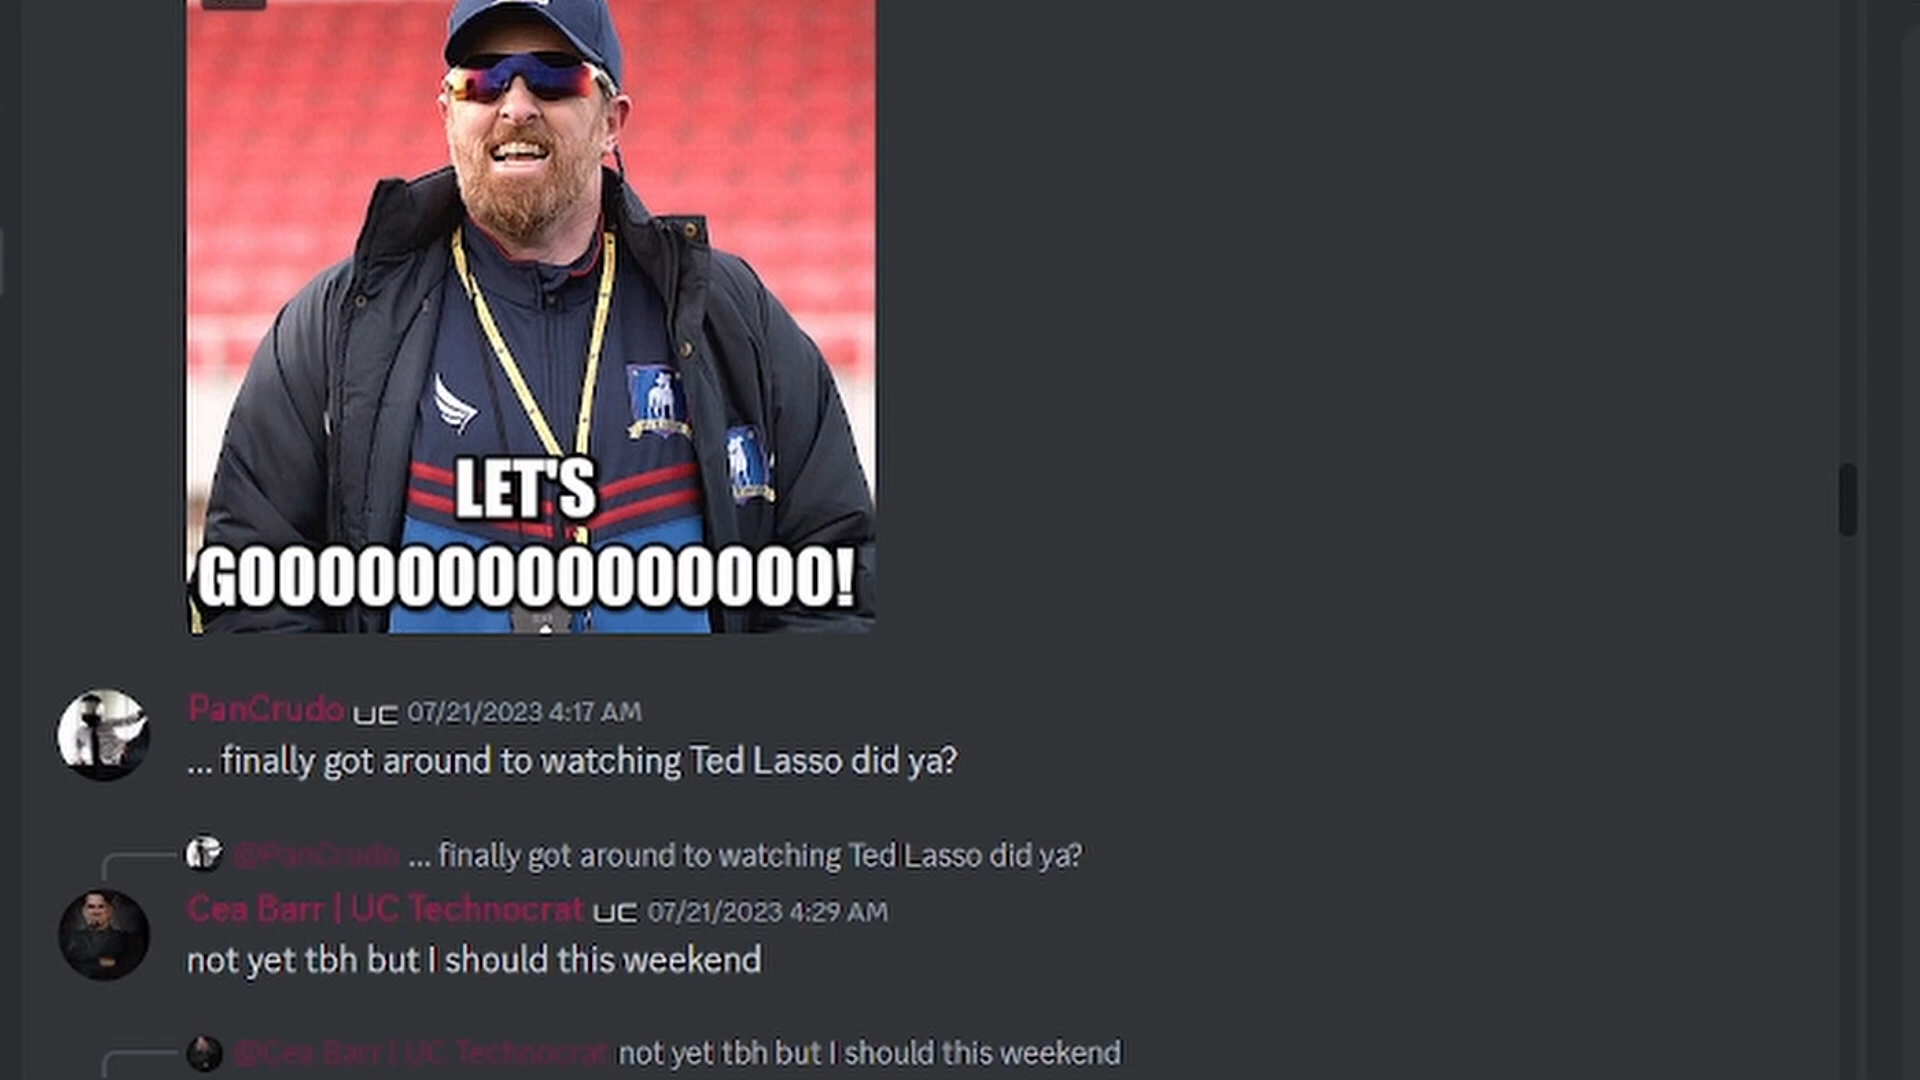 LET'S
GOOOOOOOOOOOOOOO!
PanCrudo UC 07/21/2023 4:17 AM
... finally got around to watching Ted Lasso did ya?
@PanCrudo ... finally got around to watching Ted Lasso did ya?
Cea Barr | UC Technocrat UC 07/21/2023 4:29 AM
not yet tbh but I should this weekend
@Cea Barr | UC Technocrat not yet tbh but I should this weekend